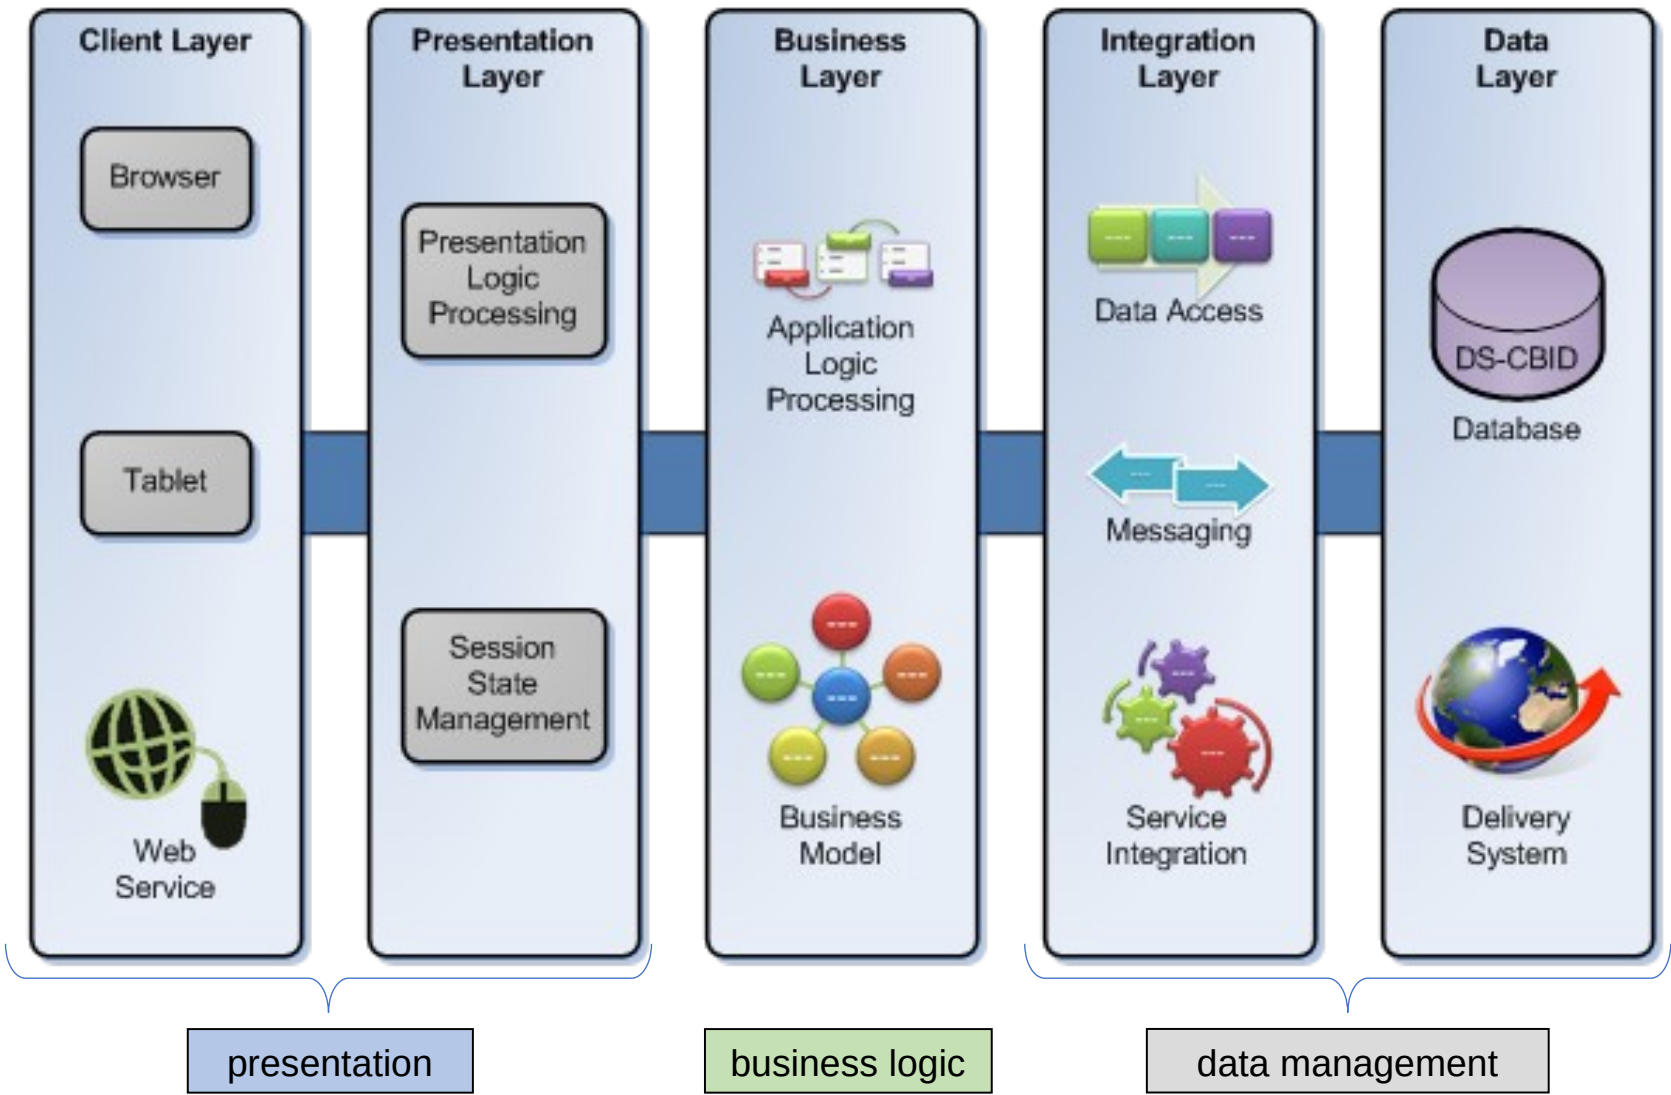 Client Layer
Browser
Tablet
Web
Service
Presentation
Layer
Presentation
Logic
Processing
Session
State
Management
Business
Layer
Application
Logic
Processing
Business
Model
Integration
Layer
Data Access
Messaging
Service
Integration
Data
Layer
DS-CBID
Database
Delivery
System
presentation
business logic
data management